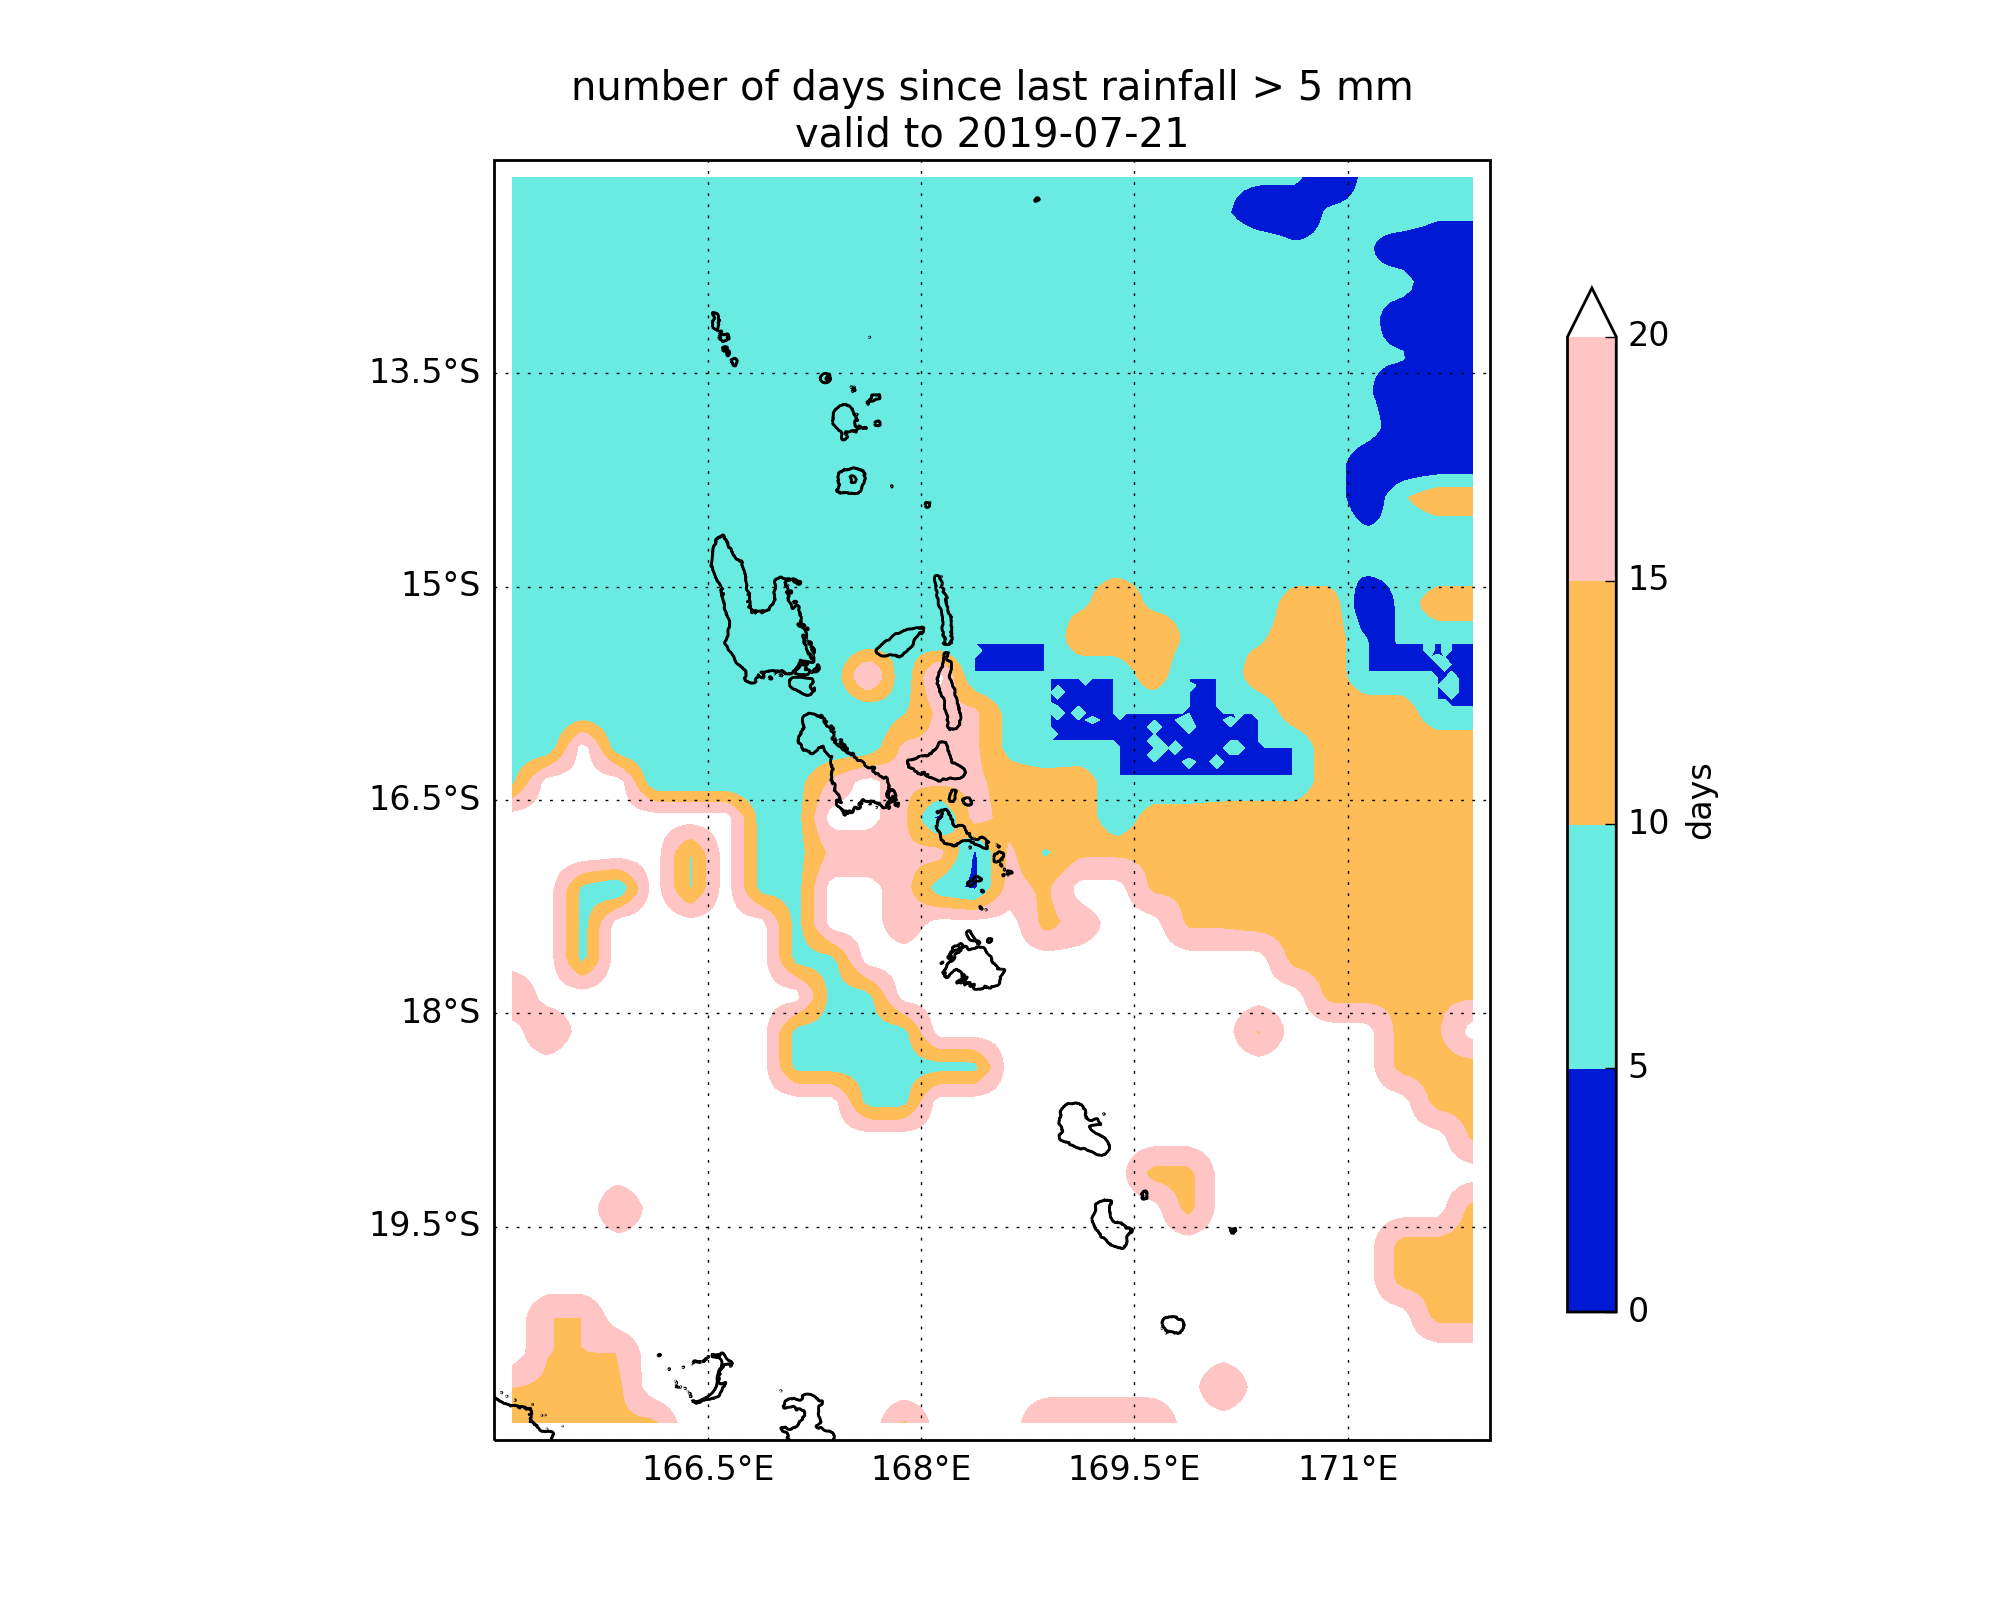 number of days since last rainfall > 5 mm
valid to 2019-07-21
13.5°S
15°S
16.5°S
18°S
19.5°S
166.5°E
168°E
169.5°E
171°E
20
15
10
5
0
days